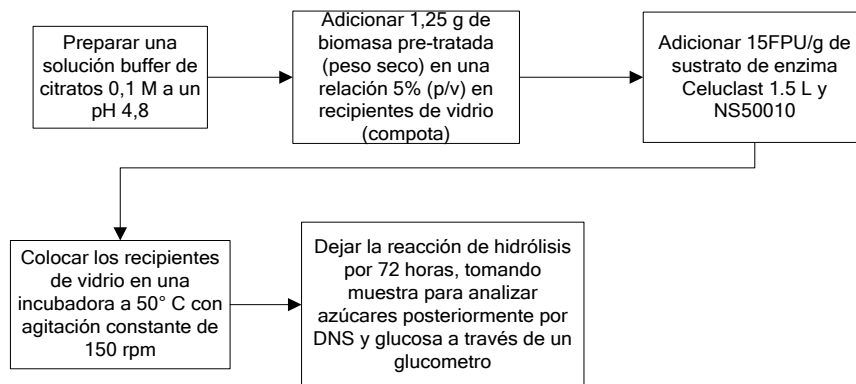 Preparar una
solución buffer de
citratos 0,1 M a un
pH 4,8
Adicionar 1,25 g de
biomasa pre-tratada
(peso seco) en una
relación 5% (p/v) en
recipientes de vidrio
(compota)
Adicionar 15FPU/g de
sustrato de enzima
Celuclast 1.5 L y
NS50010
Colocar los recipientes
de vidrio en una
incubadora a 50° C con
agitación constante de
150 rpm
Dejar la reacción de hidrólisis
por 72 horas, tomando
muestra para analizar
azúcares posteriormente por
DNS y glucosa a través de un
glucometro